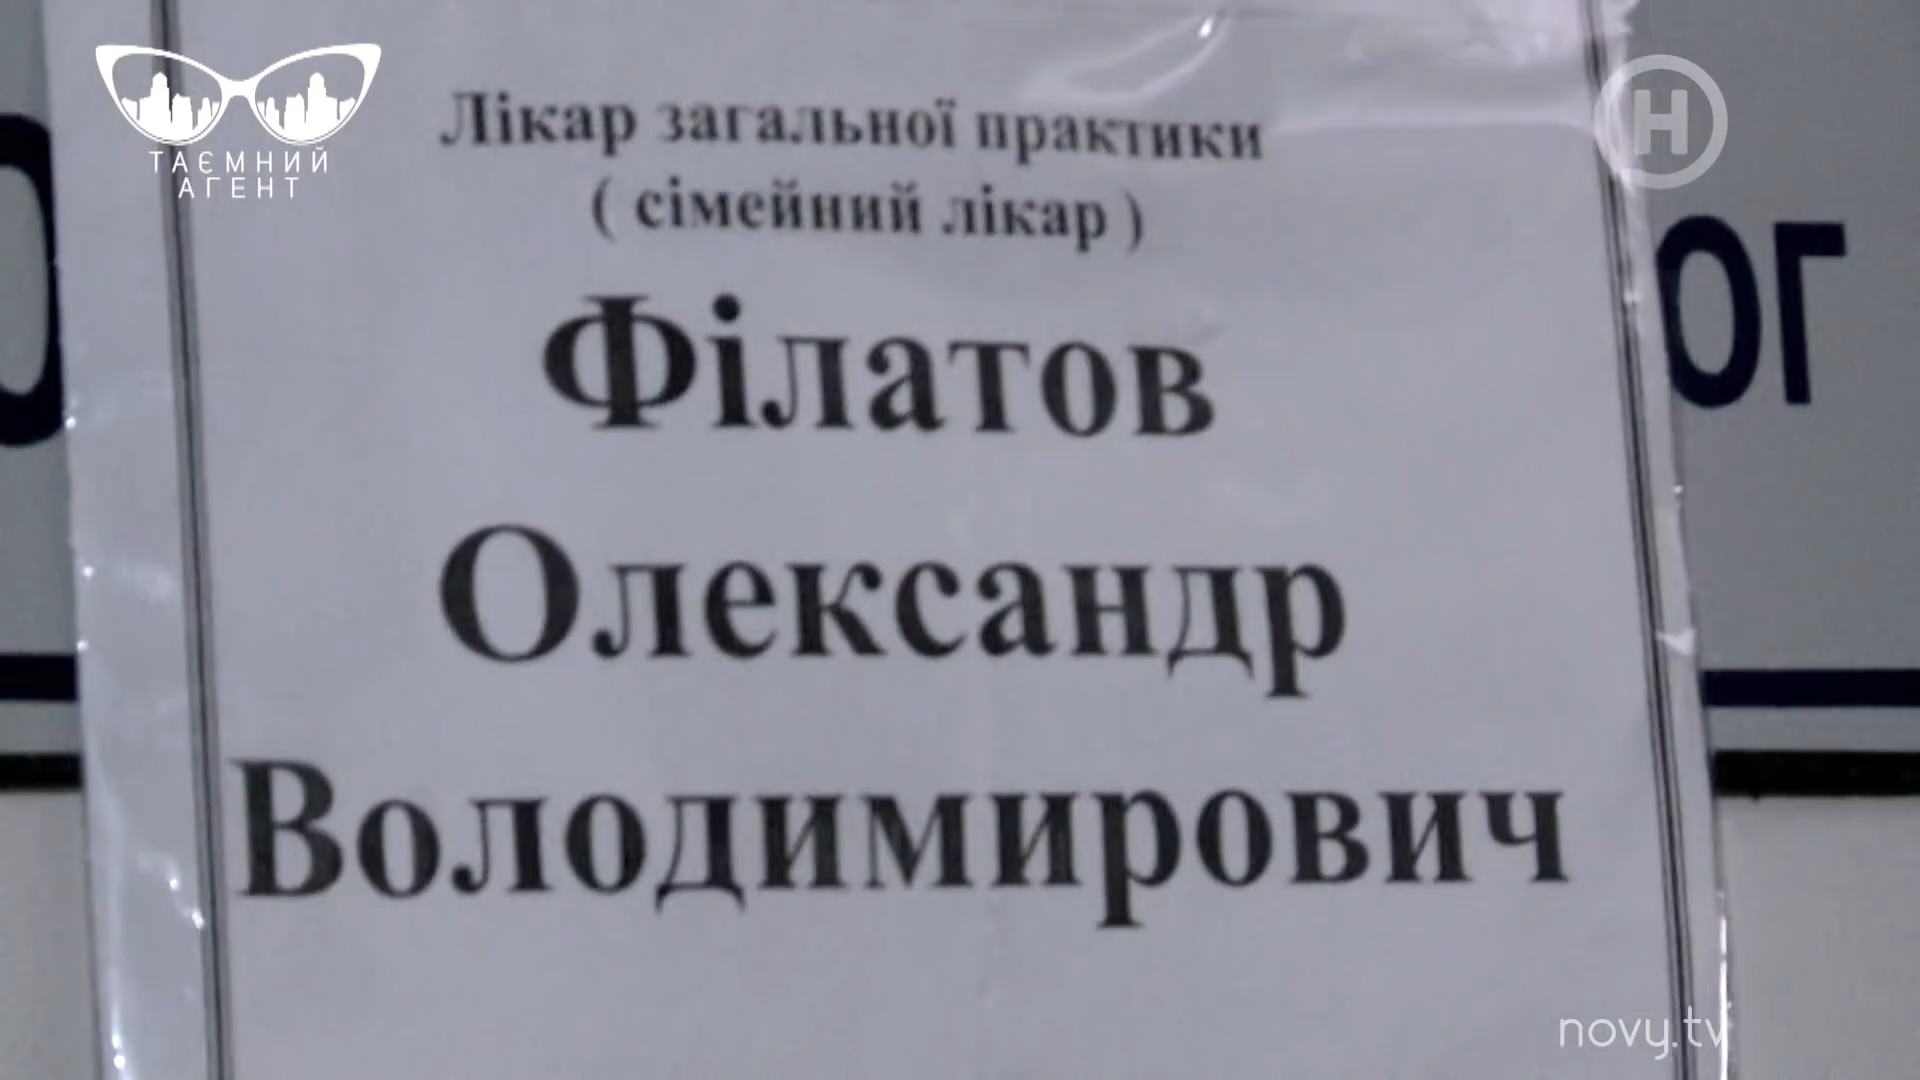 ТАЄМНИЙ
АГЕНТ
Н
Лікар загальної практики
( сімейний лікар )
Філатов
Олександр
Володимирович
ог
novy.tv